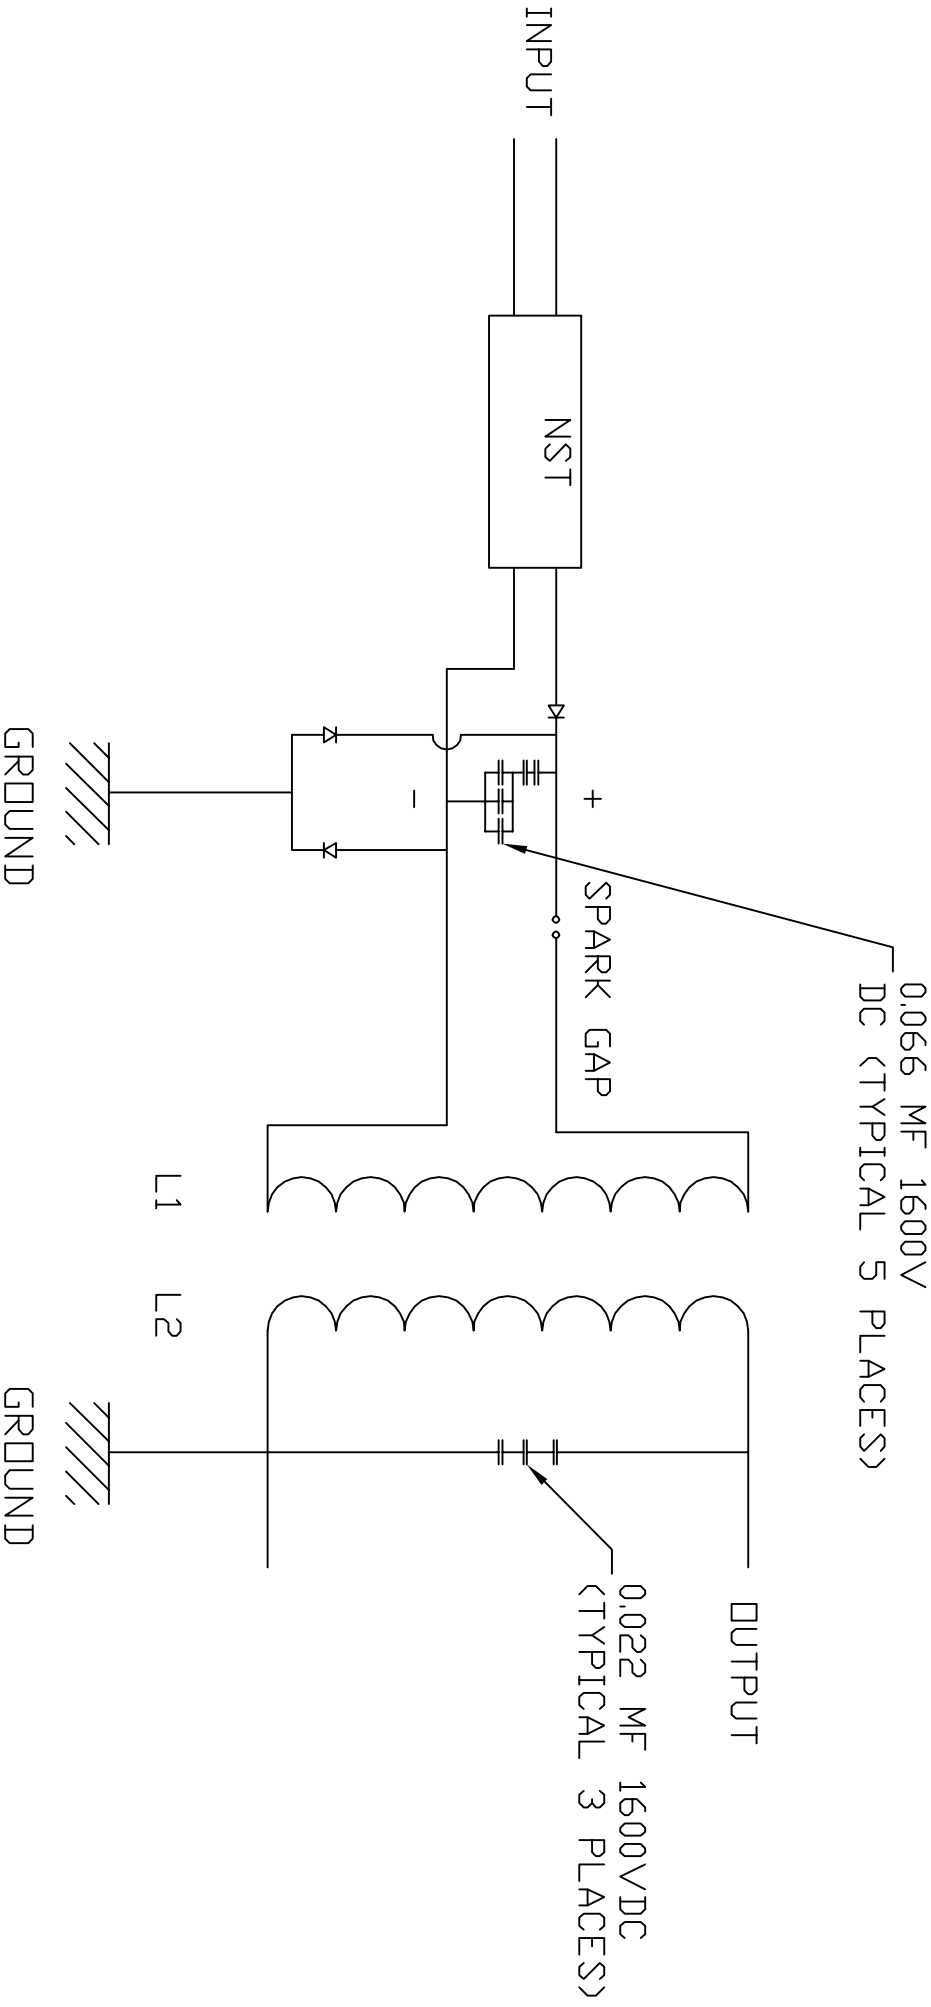 INPUT
NST
+
-
SPARK GAP
0.066 MF 1600V
DC (TYPICAL 5 PLACES)
L1
L2
OUTPUT
0.022 MF 1600VDC
(TYPICAL 3 PLACES)
GROUND
GROUND